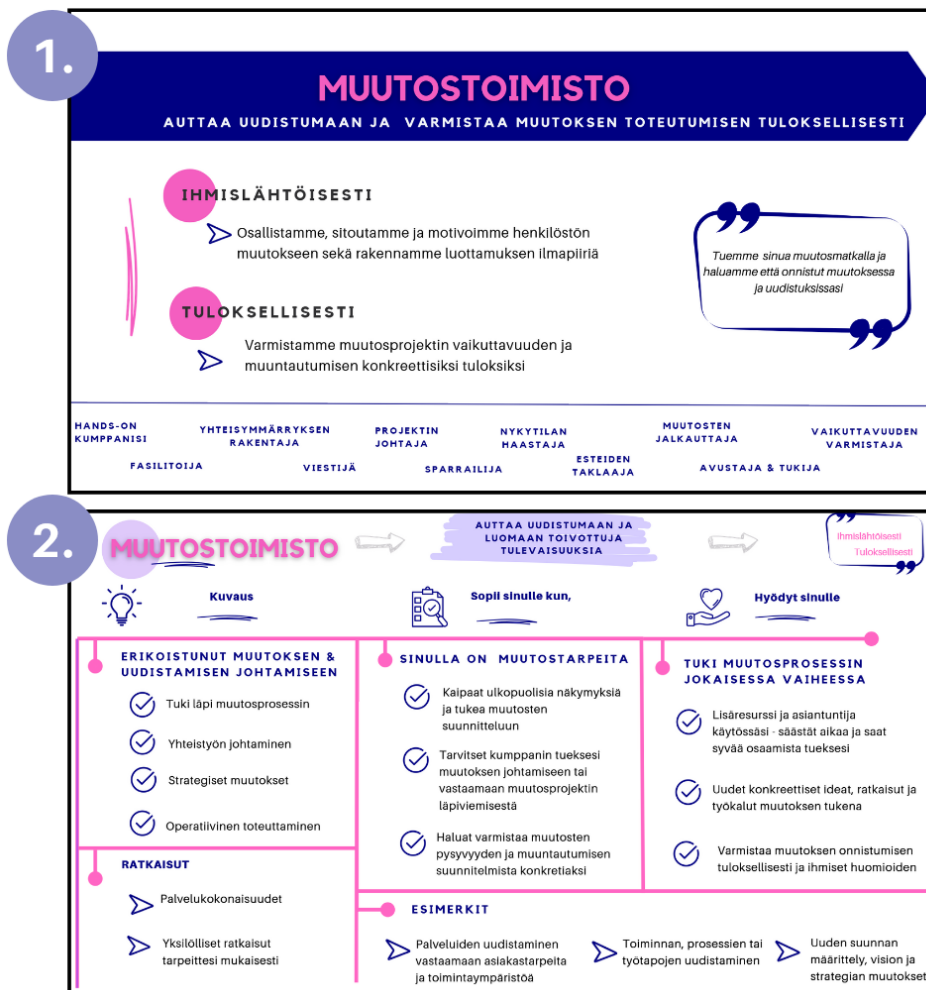 1.
MUUTOSTOIMISTO
AUTTAA UUDISTUMAAN JA VARMISTAA MUUTOKSEN TOTEUTUMISEN TULOKSELLISESTI
IHMISLÄHTÖISESTI
Osallistamme, sitoutamme ja motivoimme henkilöstön
muutokseen sekä rakennamme luottamuksen ilmapiiriä
Tuemme sinua muutosmatkalla ja
haluamme että onnistut muutoksessa
ja uudistuksissasi
TULOKSELLISESTI
Varmistamme muutosprojektin vaikuttavuuden ja
muuntautumisen konkreettisiksi tuloksiksi
HANDS-ON
KUMPPANISI
YHTEISYMMÄRRYKSEN
RAKENTAJA
PROJEKTIN
JOHTAJA
NYKYTILAN
HAASTAJA
MUUTOSTEN
JALKAUTTAJA
VAIKUTTAVUUDEN
VARMISTAJA
FASILITOIJA
VIESTIJÄ
SPARRAILIJA
ESTEIDEN
TAKLAAJA
AVUSTAJA & TUKIJA
2.
MUUTOSTOIMISTO
AUTTAA UUDISTUMAAN JA
LUOMAAN TOIVOTTUJA
TULEVAISUUKSIA
Ihmislähtöisesti
Tuloksellisesti
Kuvaus
Sopii sinulle kun,
Hyödyt sinulle
ERIKOISTUNUT MUUTOKSEN &
UUDISTAMISEN JOHTAMISEEN
Tuki läpi muutosprosessin
Yhteistyön johtaminen
Strategiset muutokset
Operatiivinen toteuttaminen
SINULLA ON MUUTOSTARPEITA
Kaipaat ulkopuolisia näkymyksiä
ja tukea muutosten
suunnitteluun
Tarvitset kumppanin tueksesi
muutoksen johtamiseen tai
vastaamaan muutosprojektin
läpiviemisestä
Haluat varmistaa muutosten
pysyvyyden ja muuntautumisen
suunnitelmista konkretiaksi
TUKI MUUTOSPROSESSIN
JOKAISESSA VAIHEESSA
Lisäresurssi ja asiantuntija
käytössäsi - säästät aikaa ja saat
syvää osaamista tueksesi
Uudet konkreettiset ideat, ratkaisut ja
työkalut muutoksen tukena
Varmistaa muutoksen onnistumisen
tuloksellisesti ja ihmiset huomioiden
RATKAISUT
Palvelukokonaisuudet
Yksilölliset ratkaisut
tarpeittesi mukaisesti
ESIMERKIT
Palveluiden uudistaminen
vastaamaan asiakastarpeita
ja toimintaympäristöä
Toiminnan, prosessien tai
työtapojen uudistaminen
Uuden suunnan
määrittely, vision ja
strategian muutokset